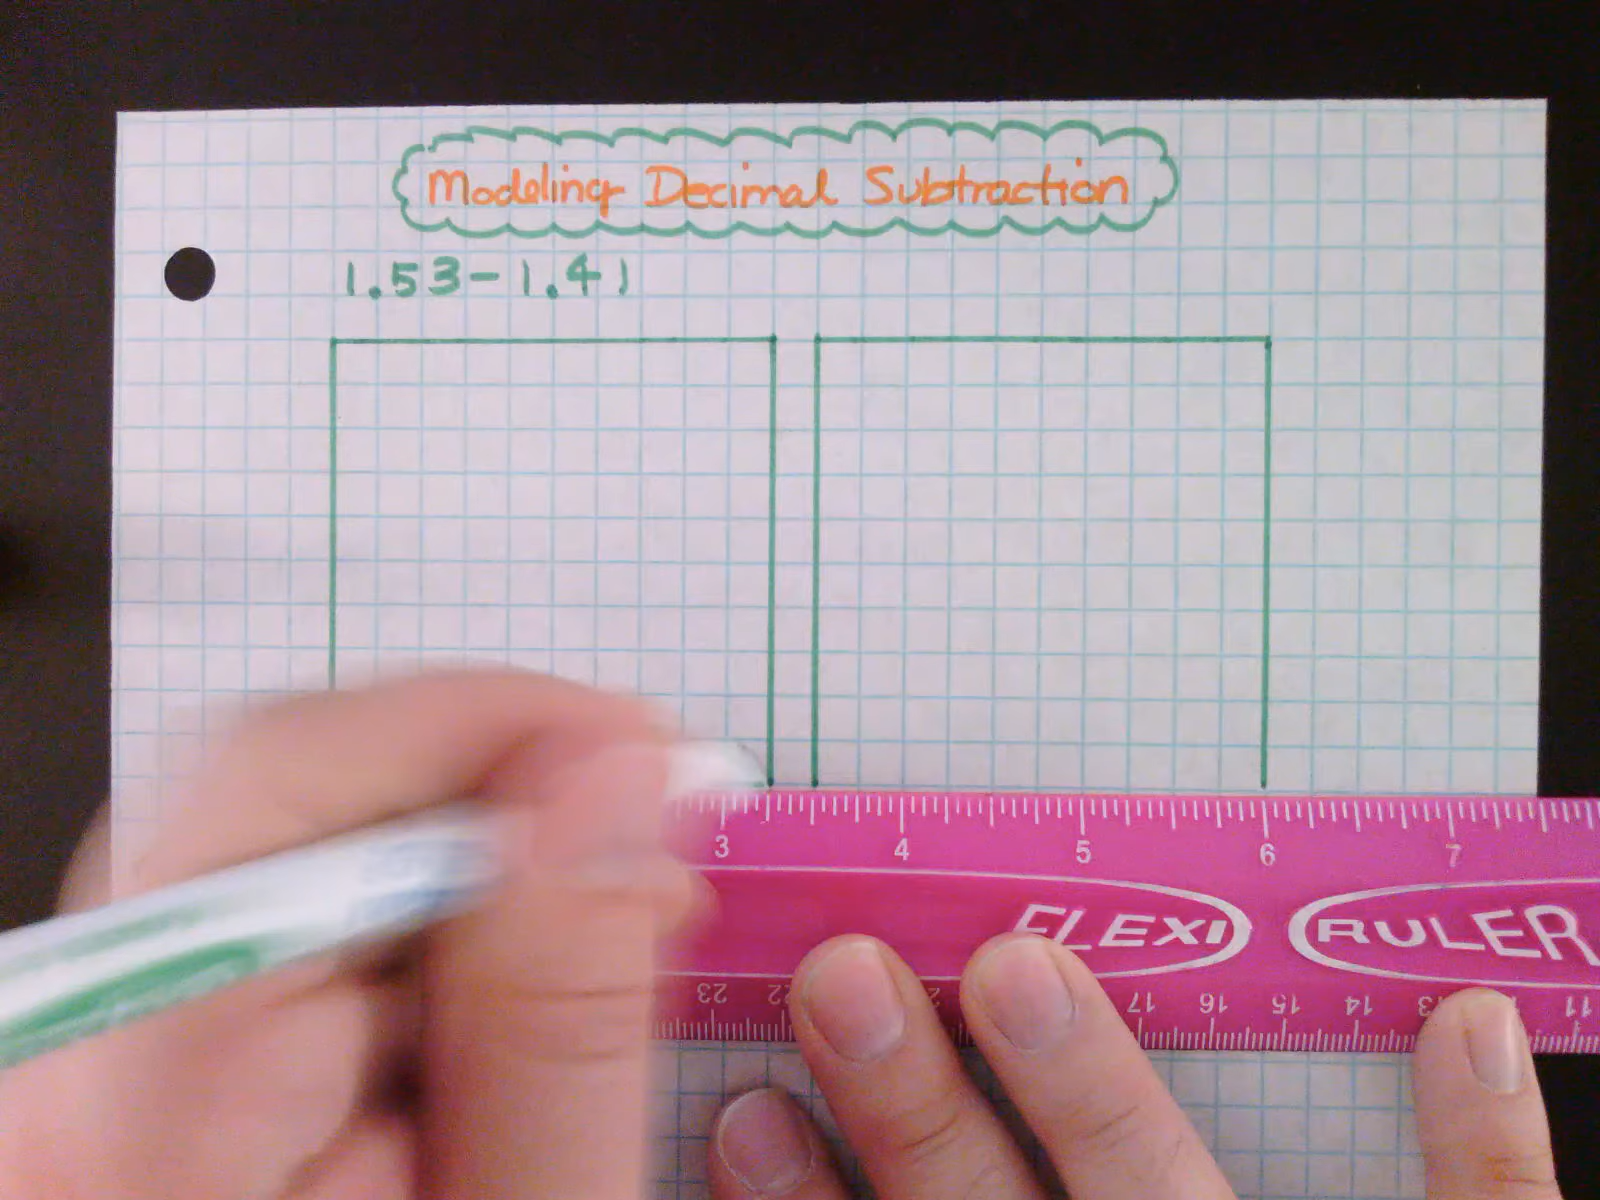 Modeling Decimal Subtraction
1.53-1.41
3 4 5 6 7
FLEXI RULER
23 22 17 16 15 14 13 11